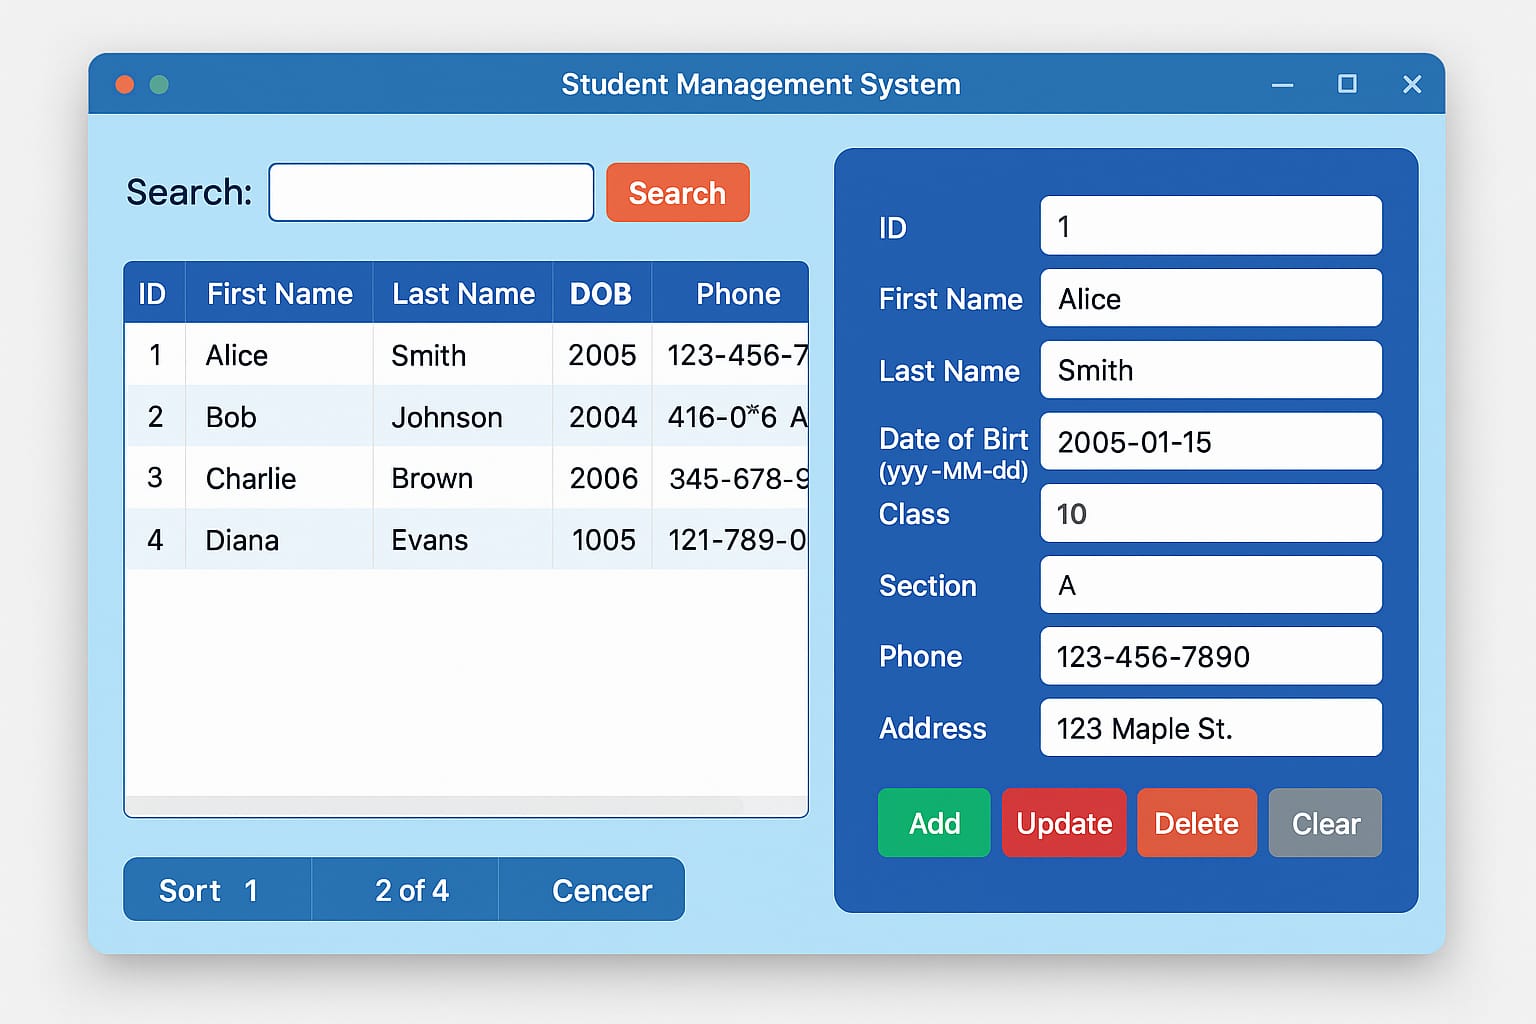 Student Management System
Search:
Search
ID First Name Last Name DOB Phone
1 Alice Smith 2005 123-456-7
2 Bob Johnson 2004 416-0*6 A
3 Charlie Brown 2006 345-678-9
4 Diana Evans 1005 121-789-0
Sort 1 2 of 4 Cencer
ID 1
First Name Alice
Last Name Smith
Date of Birt 2005-01-15
(yyy-MM-dd)
Class 10
Section A
Phone 123-456-7890
Address 123 Maple St.
Add Update Delete Clear